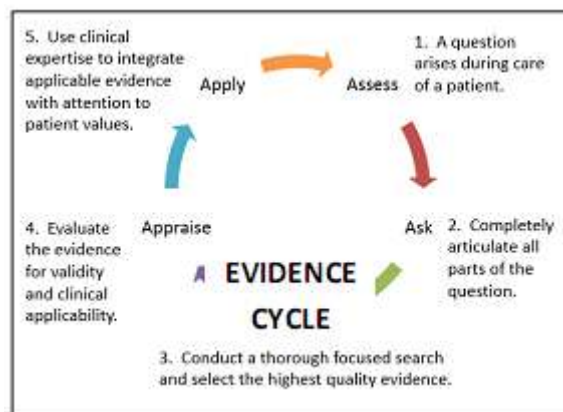 5. Use clinical
expertise to integrate
applicable evidence
with attention to
patient values.
Apply
Assess
1. A question
arises during care
of a patient.
4. Evaluate
the evidence
for validity
and clinical
applicability.
Appraise
Ask
2. Completely
articulate all
parts of the
question.
EVIDENCE
CYCLE
3. Conduct a thorough focused search
and select the highest quality evidence.